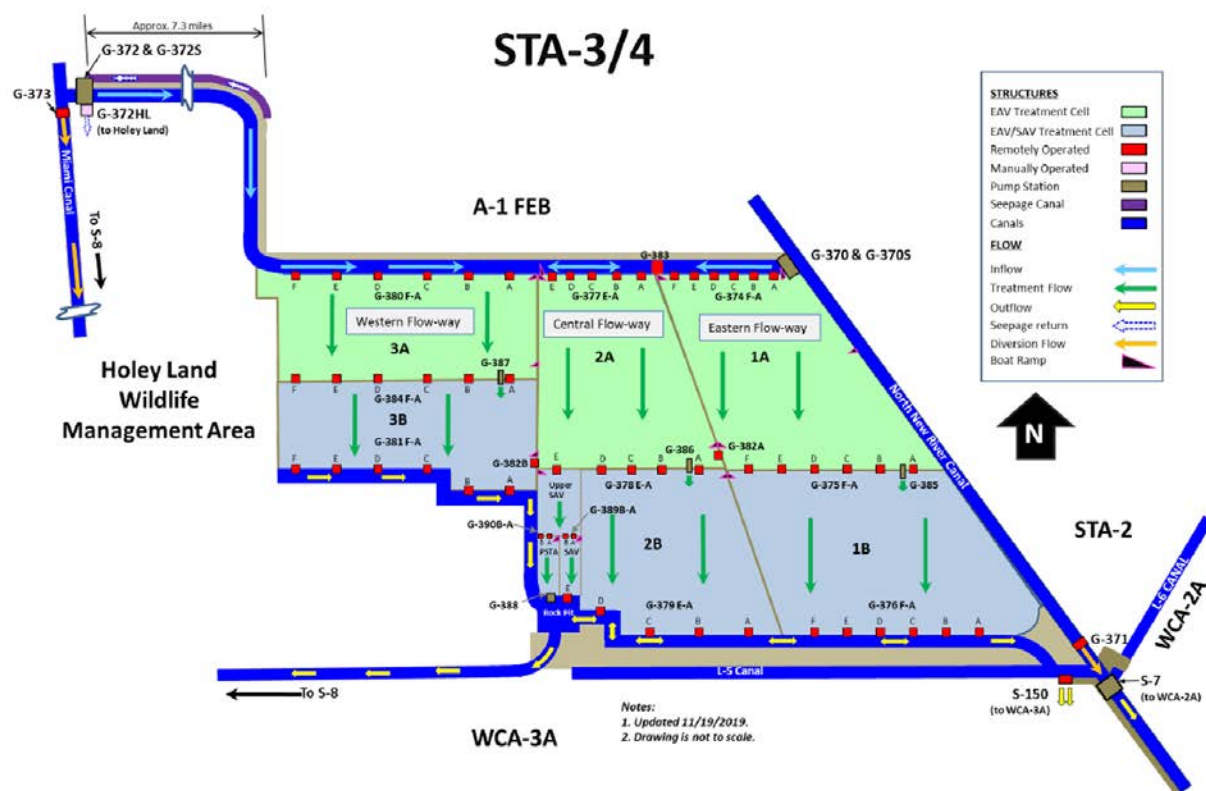 STA-3/4
Approx. 7.3 miles
G-372 & G-372S
G-373
G-372HL
(to Holey Land)
Miami Canal
To S-8
A-1 FEB
G-383
G-370 & G-370S
STRUCTURES
EAV Treatment Cell
EAV/SAV Treatment Cell
Remotely Operated
Manually Operated
Pump Station
Seepage Canal
Canals
FLOW
Inflow
Treatment Flow
Outflow
Seepage return
Diversion Flow
Boat Ramp
N
F E D C B A
E D C B A
F E D C B A
G-380 F-A
G-377 E-A
G-374 F-A
Western Flow-way
Central Flow-way
Eastern Flow-way
3A
2A
1A
G-387
Holey Land
Wildlife
Management Area
F E D C B A
G-384 F-A
3B
G-381 F-A
North New River Canal
F E D C
B A
G-382B
G-386
G-382A
E D C B A
F E D C B A
Upper
SAV
G-378 E-A
G-375 F-A
G-385
G-390B-A
G-389B-A
B A
B A
PSTA
SAV
2B
1B
STA-2
L-6 CANAL
WCA-2A
G-388
E
D
Rock Pit
G-379 E-A
G-376 F-A
C B A
F E D C B A
G-371
L-5 Canal
To S-8
S-150
(to WCA-3A)
S-7
(to WCA-2A)
WCA-3A
Notes:
1. Updated 11/19/2019.
2. Drawing is not to scale.